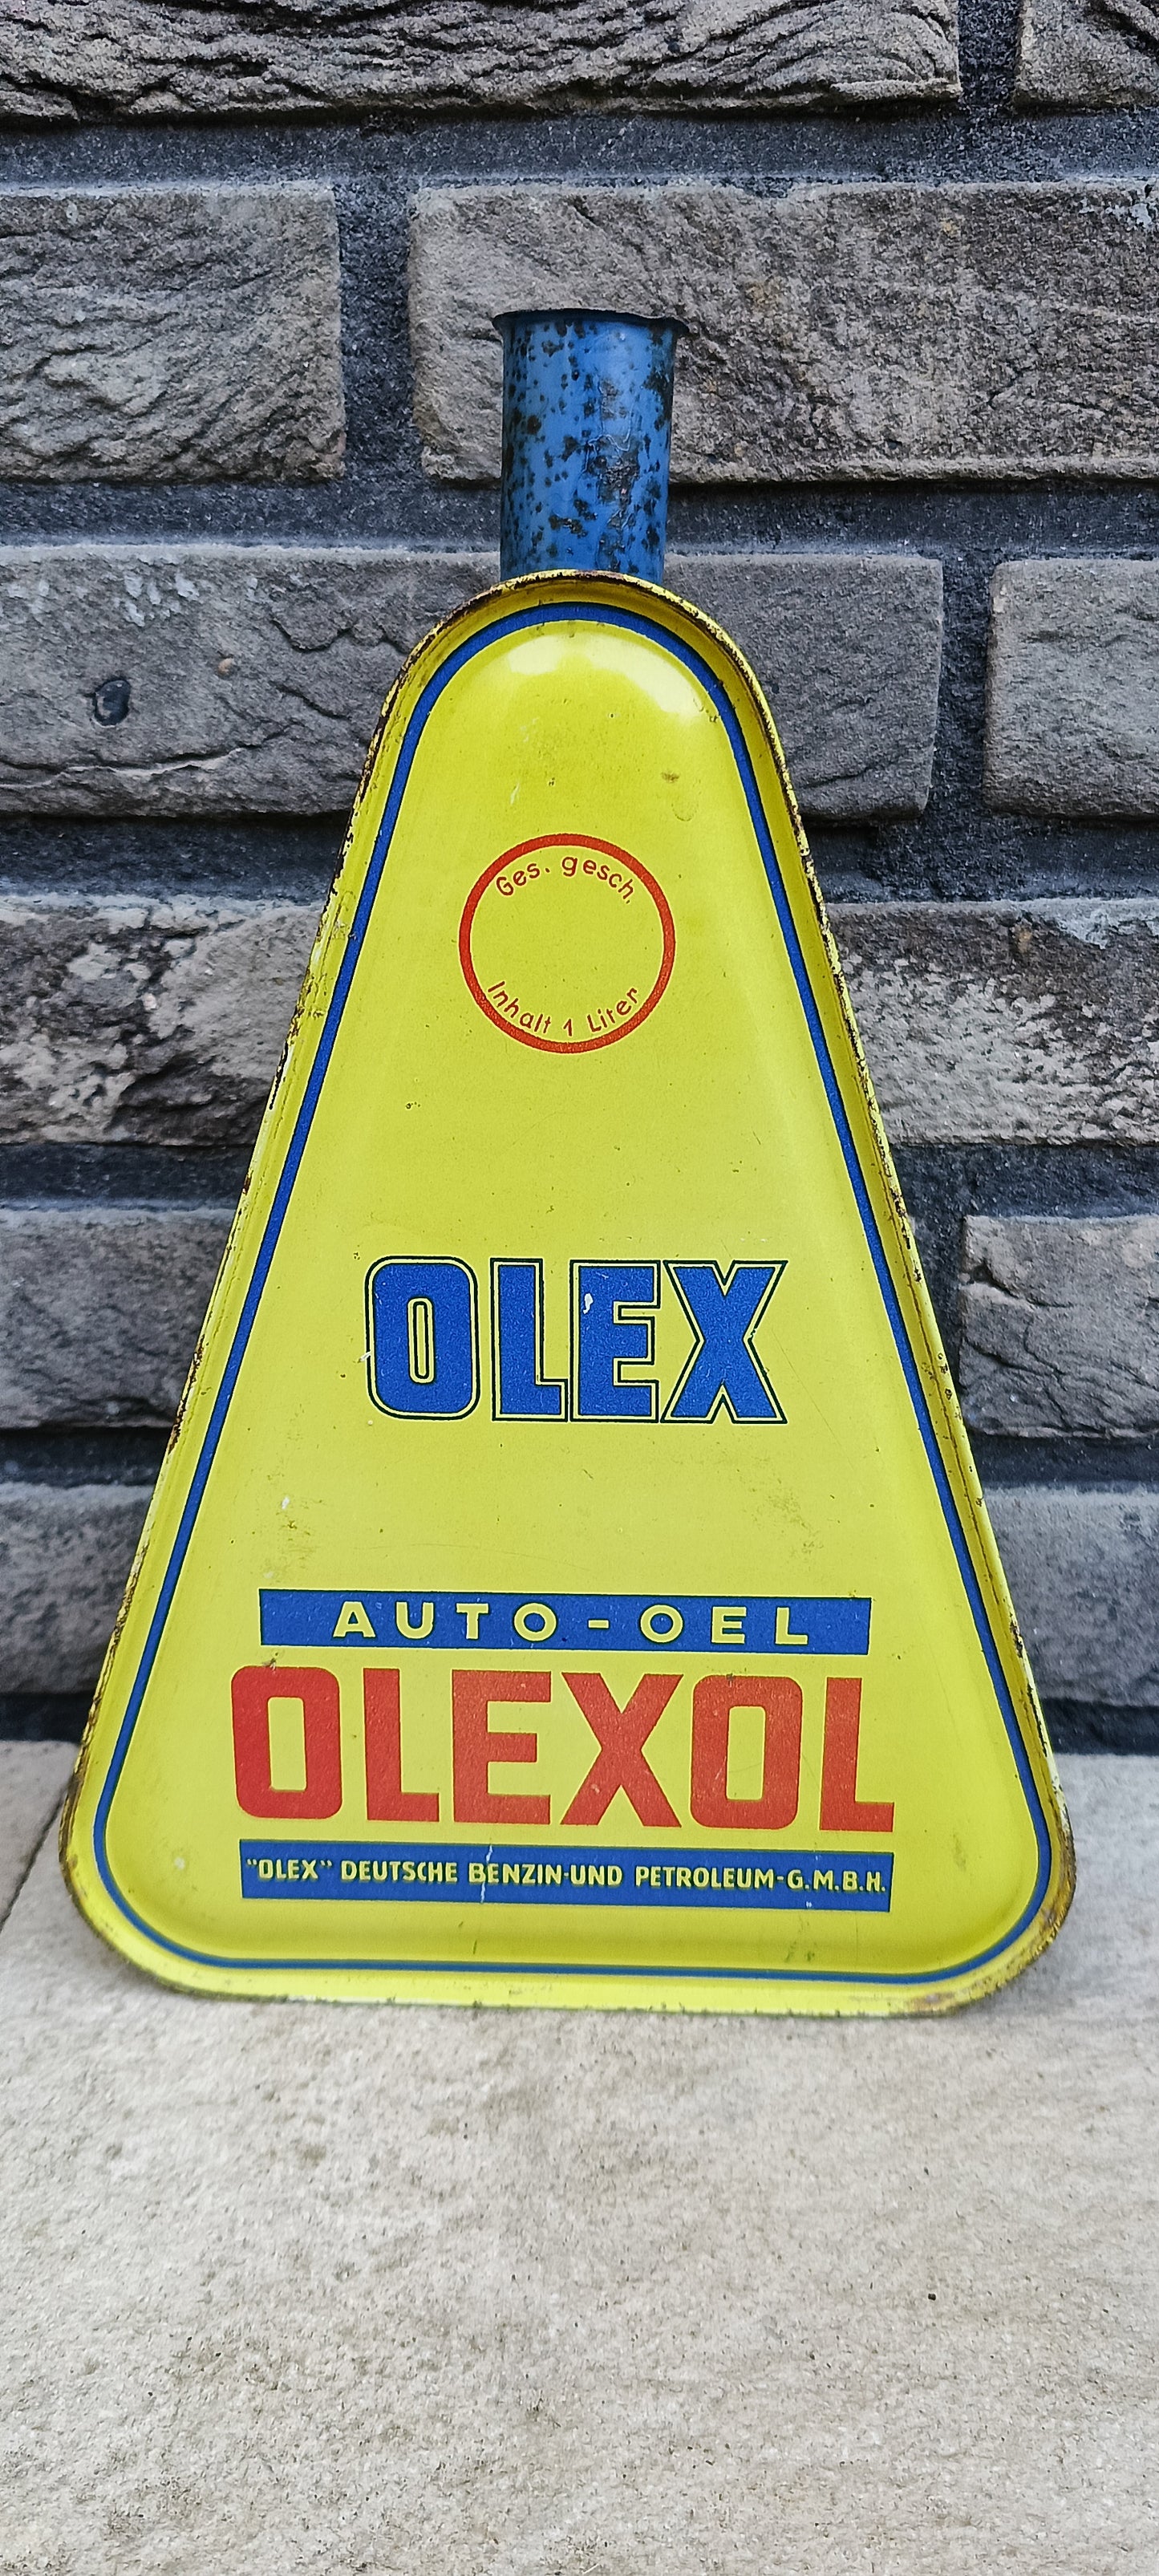 Ges. gesch.
Inhalt 1 Liter
OLEX
AUTO-OEL
OLEXOL
"OLEX" DEUTSCHE BENZIN-UND PETROLEUM-G.M.B.H.